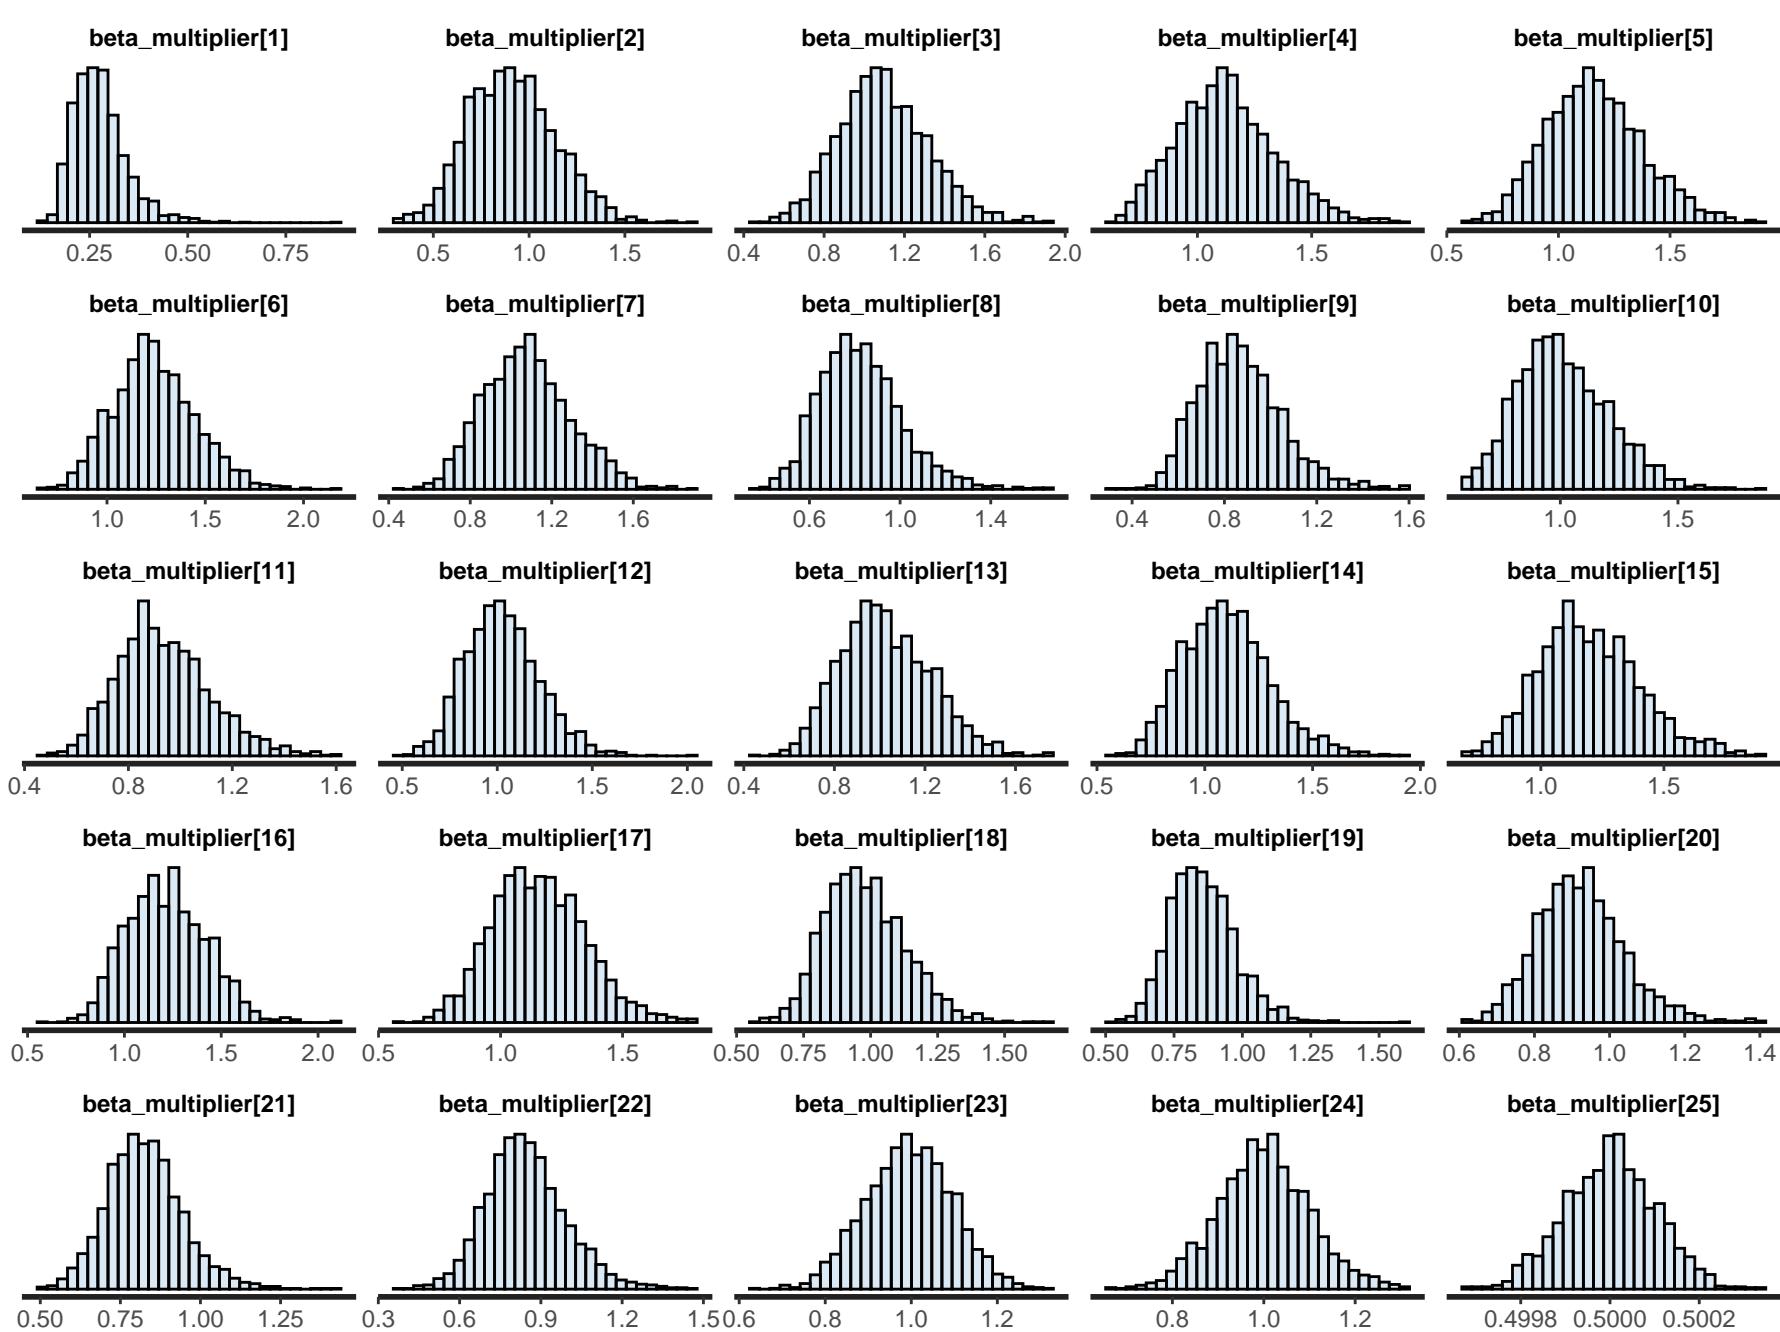 beta_multiplier[1] beta_multiplier[2] beta_multiplier[3] beta_multiplier[4] beta_multiplier[5]
0.25 0.50 0.75 0.5 1.0 1.5 0.4 0.8 1.2 1.6 2.0 1.0 1.5 0.5 1.0 1.5
beta_multiplier[6] beta_multiplier[7] beta_multiplier[8] beta_multiplier[9] beta_multiplier[10]
1.0 1.5 2.0 0.4 0.8 1.2 1.6 0.6 1.0 1.4 0.4 0.8 1.2 1.6 1.0 1.5
beta_multiplier[11] beta_multiplier[12] beta_multiplier[13] beta_multiplier[14] beta_multiplier[15]
0.4 0.8 1.2 1.6 0.5 1.0 1.5 2.0 0.4 0.8 1.2 1.6 0.5 1.0 1.5 2.0 1.0 1.5
beta_multiplier[16] beta_multiplier[17] beta_multiplier[18] beta_multiplier[19] beta_multiplier[20]
0.5 1.0 1.5 2.0 0.5 1.0 1.5 0.50 0.75 1.00 1.25 1.50 0.50 0.75 1.00 1.25 1.50 0.6 0.8 1.0 1.2 1.4
beta_multiplier[21] beta_multiplier[22] beta_multiplier[23] beta_multiplier[24] beta_multiplier[25]
0.50 0.75 1.00 1.25 0.3 0.6 0.9 1.2 1.5 0.6 0.8 1.0 1.2 0.8 1.0 1.2 0.4998 0.5000 0.5002